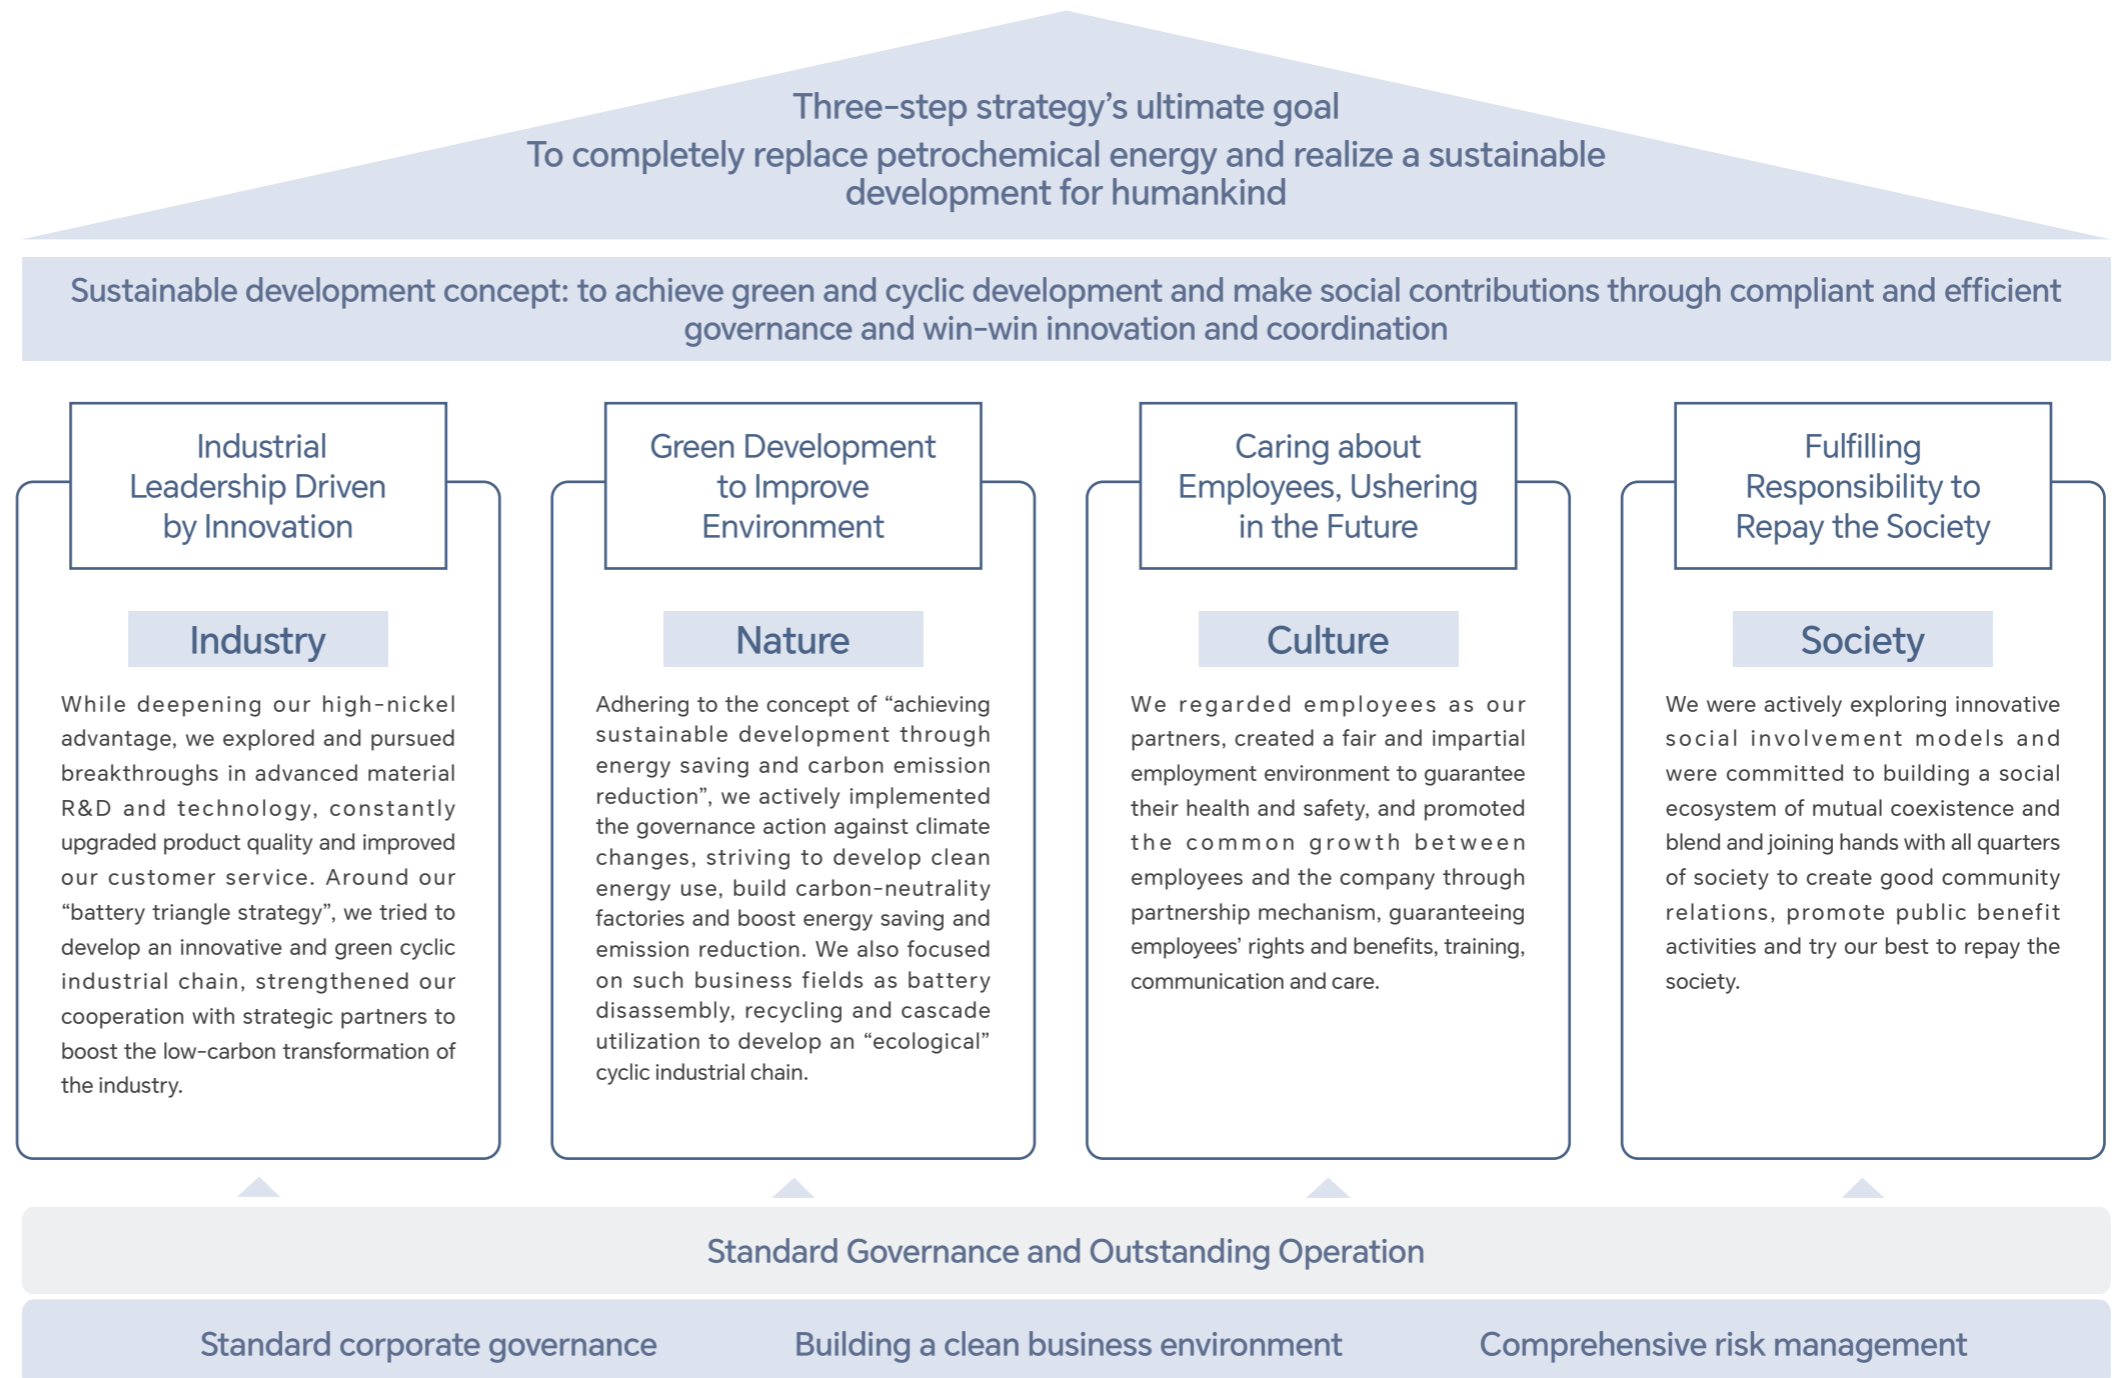 Three-step strategy’s ultimate goal
To completely replace petrochemical energy and realize a sustainable
development for humankind
Sustainable development concept: to achieve green and cyclic development and make social contributions through compliant and efficient
governance and win-win innovation and coordination
Industrial
Leadership Driven
by Innovation
Industry
While deepening our high-nickel
advantage, we explored and pursued
breakthroughs in advanced material
R&D and technology, constantly
upgraded product quality and improved
our customer service. Around our
“battery triangle strategy”, we tried to
develop an innovative and green cyclic
industrial chain, strengthened our
cooperation with strategic partners to
boost the low-carbon transformation of
the industry.
Green Development
to Improve
Environment
Nature
Adhering to the concept of “achieving
sustainable development through
energy saving and carbon emission
reduction”, we actively implemented
the governance action against climate
changes, striving to develop clean
energy use, build carbon-neutrality
factories and boost energy saving and
emission reduction. We also focused
on such business fields as battery
disassembly, recycling and cascade
utilization to develop an “ecological”
cyclic industrial chain.
Caring about
Employees, Ushering
in the Future
Culture
We regarded employees as our
partners, created a fair and impartial
employment environment to guarantee
their health and safety, and promoted
the common growth between
employees and the company through
partnership mechanism, guaranteeing
employees’ rights and benefits, training,
communication and care.
Fulfilling
Responsibility to
Repay the Society
Society
We were actively exploring innovative
social involvement models and
were committed to building a social
ecosystem of mutual coexistence and
blend and joining hands with all quarters
of society to create good community
relations, promote public benefit
activities and try our best to repay the
society.
Standard Governance and Outstanding Operation
Standard corporate governance
Building a clean business environment
Comprehensive risk management